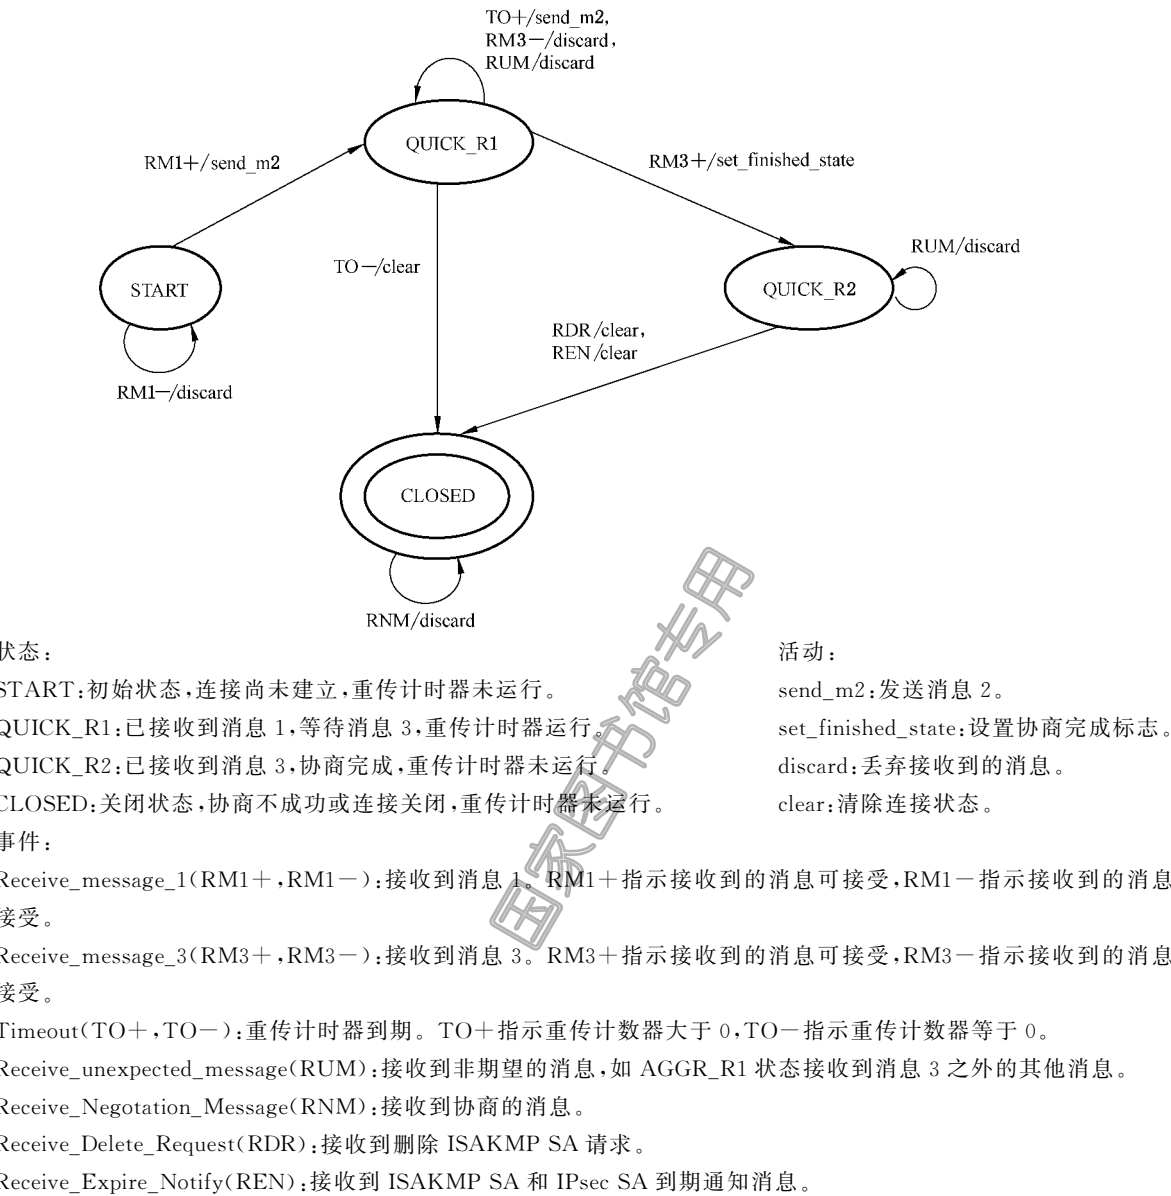 TO+/send_m2,
RM3—/discard,
RUM/discard
QUICK_R1
RM1+/send_m2
RM3+/set_finished_state
TO—/clear
RUM/discard
START
QUICK_R2
RDR/clear,
REN/clear
RM1—/discard
CLOSED
RNM/discard
状态:
START:初始状态,连接尚未建立,重传计时器未运行。
QUICK_R1:已接收到消息 1,等待消息 3,重传计时器运行。
QUICK_R2:已接收到消息 3,协商完成,重传计时器未运行。
CLOSED:关闭状态,协商不成功或连接关闭,重传计时器未运行。
活动:
send_m2:发送消息 2。
set_finished_state:设置协商完成标志。
discard:丢弃接收到的消息。
clear:清除连接状态。
事件:
Receive_message_1(RM1+,RM1-):接收到消息 1。RM1+指示接收到的消息可接受,RM1-指示接收到的消息
接受。
Receive_message_3(RM3+,RM3-):接收到消息 3。RM3+指示接收到的消息可接受,RM3-指示接收到的消息
接受。
Timeout(TO+,TO-):重传计时器到期。TO+指示重传计数器大于 0,TO-指示重传计数器等于 0。
Receive_unexpected_message(RUM):接收到非期望的消息,如 AGGR_R1 状态接收到消息 3 之外的其他消息。
Receive_Negotation_Message(RNM):接收到协商的消息。
Receive_Delete_Request(RDR):接收到删除 ISAKMP SA 请求。
Receive_Expire_Notify(REN):接收到 ISAKMP SA 和 IPsec SA 到期通知消息。
国家图书馆专用